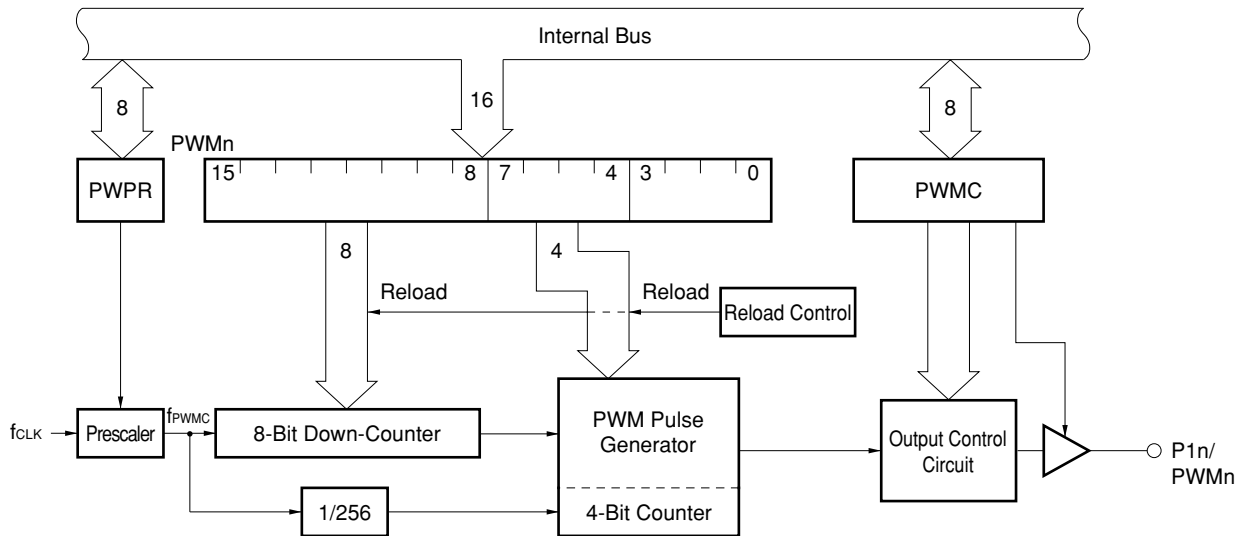 Internal Bus
8
16
8
PWMn
PWPR
15 8 7 4 3 0
PWMC
8
4
Reload
Reload
Reload Control
fCLK
Prescaler
fPWMC
8-Bit Down-Counter
PWM Pulse
Generator
Output Control
Circuit
P1n/
PWMn
1/256
4-Bit Counter